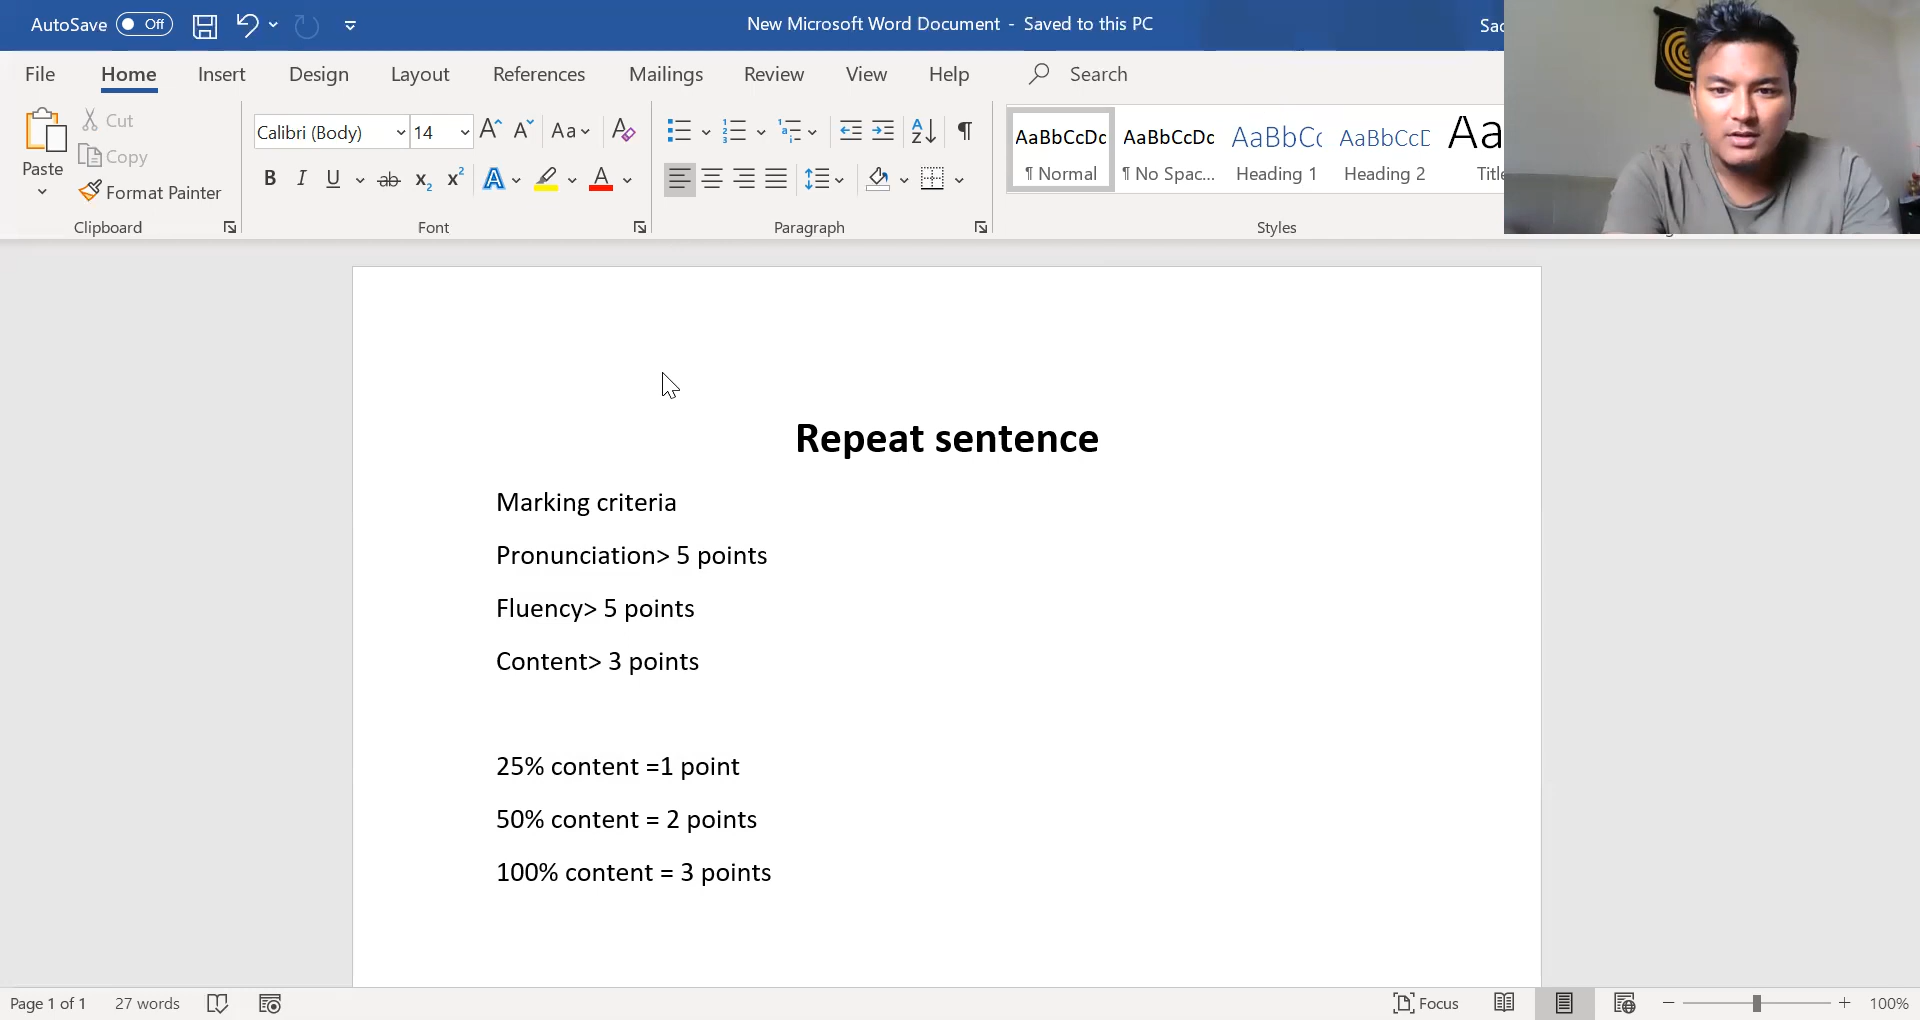 AutoSave Off New Microsoft Word Document - Saved to this PC Sac
File Home Insert Design Layout References Mailings Review View Help Search
Paste
Cut
Copy
Format Painter
Clipboard
Calibri (Body) 14
Font
Paragraph
AaBbCcDc AaBbCcDc AaBbCc AaBbCcD Aa
¶ Normal ¶ No Spac... Heading 1 Heading 2 Title
Styles
Repeat sentence
Marking criteria
Pronunciation> 5 points
Fluency> 5 points
Content> 3 points
25% content =1 point
50% content = 2 points
100% content = 3 points
Page 1 of 1 27 words Focus 100%